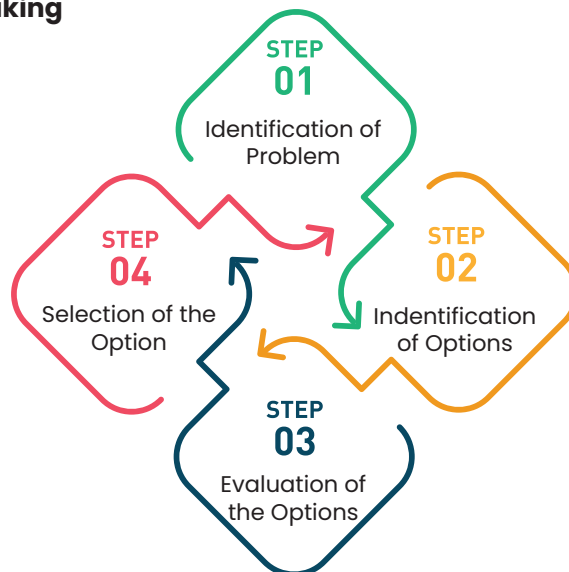 STEP
01
Identification of
Problem
STEP
02
Indentification
of Options
STEP
03
Evaluation of
the Options
STEP
04
Selection of the
Option